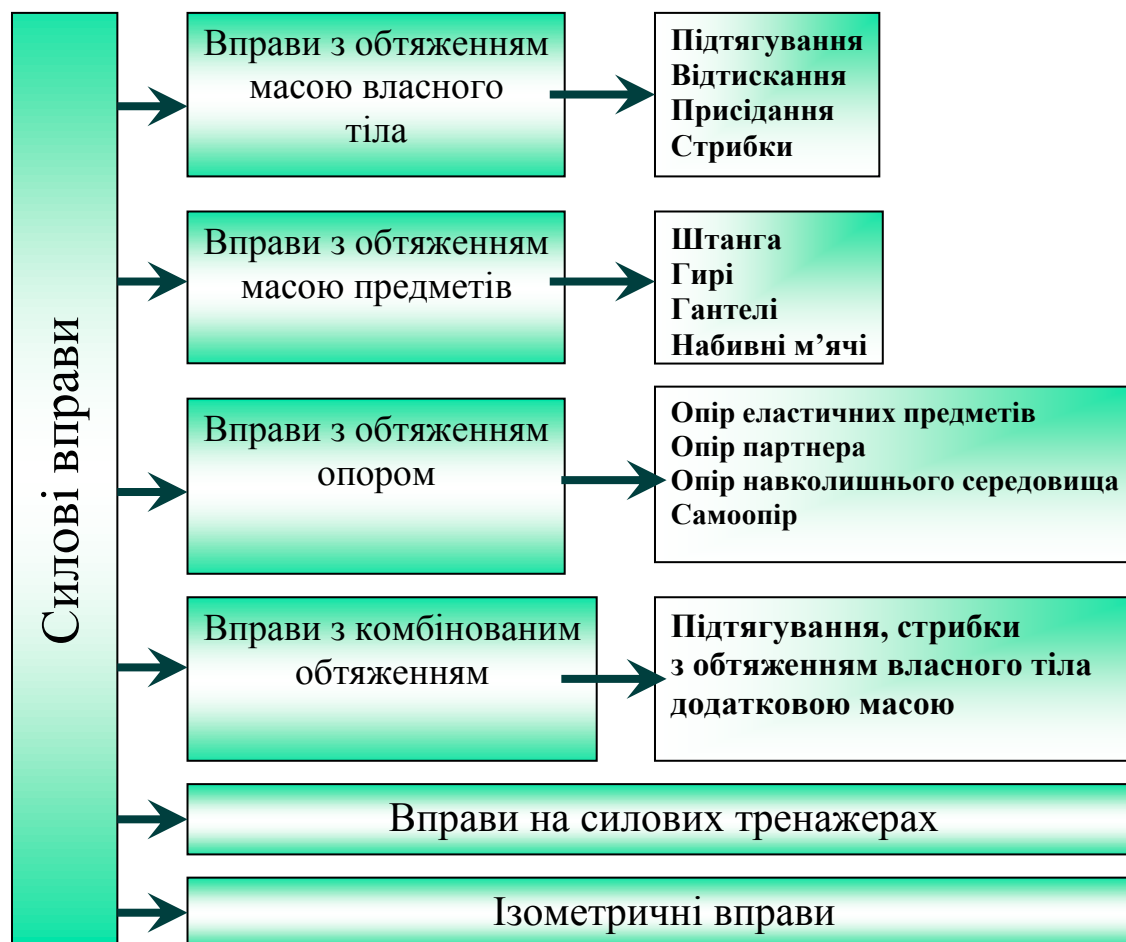 Силові вправи
Вправи з обтяженням
масою власного
тіла
Підтягування
Відтискання
Присідання
Стрибки
Вправи з обтяженням
масою предметів
Штанга
Гирі
Гантелі
Набивні м’ячі
Вправи з обтяженням
опором
Опір еластичних предметів
Опір партнера
Опір навколишнього середовища
Самоопір
Вправи з комбінованим
обтяженням
Підтягування, стрибки
з обтяженням власного тіла
додатковою масою
Вправи на силових тренажерах
Ізометричні вправи